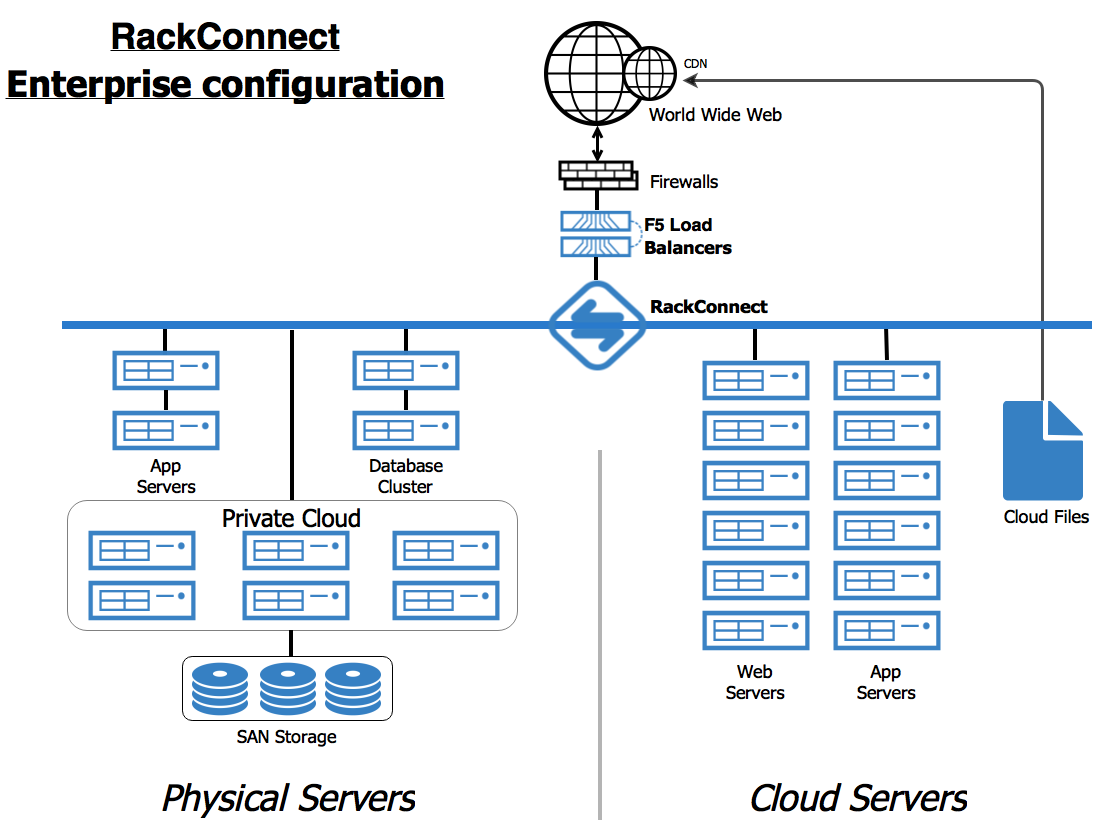 RackConnect
Enterprise configuration
CDN
World Wide Web
Firewalls
F5 Load
Balancers
RackConnect
App
Servers
Database
Cluster
Private Cloud
SAN Storage
Physical Servers
Web
Servers
App
Servers
Cloud Files
Cloud Servers